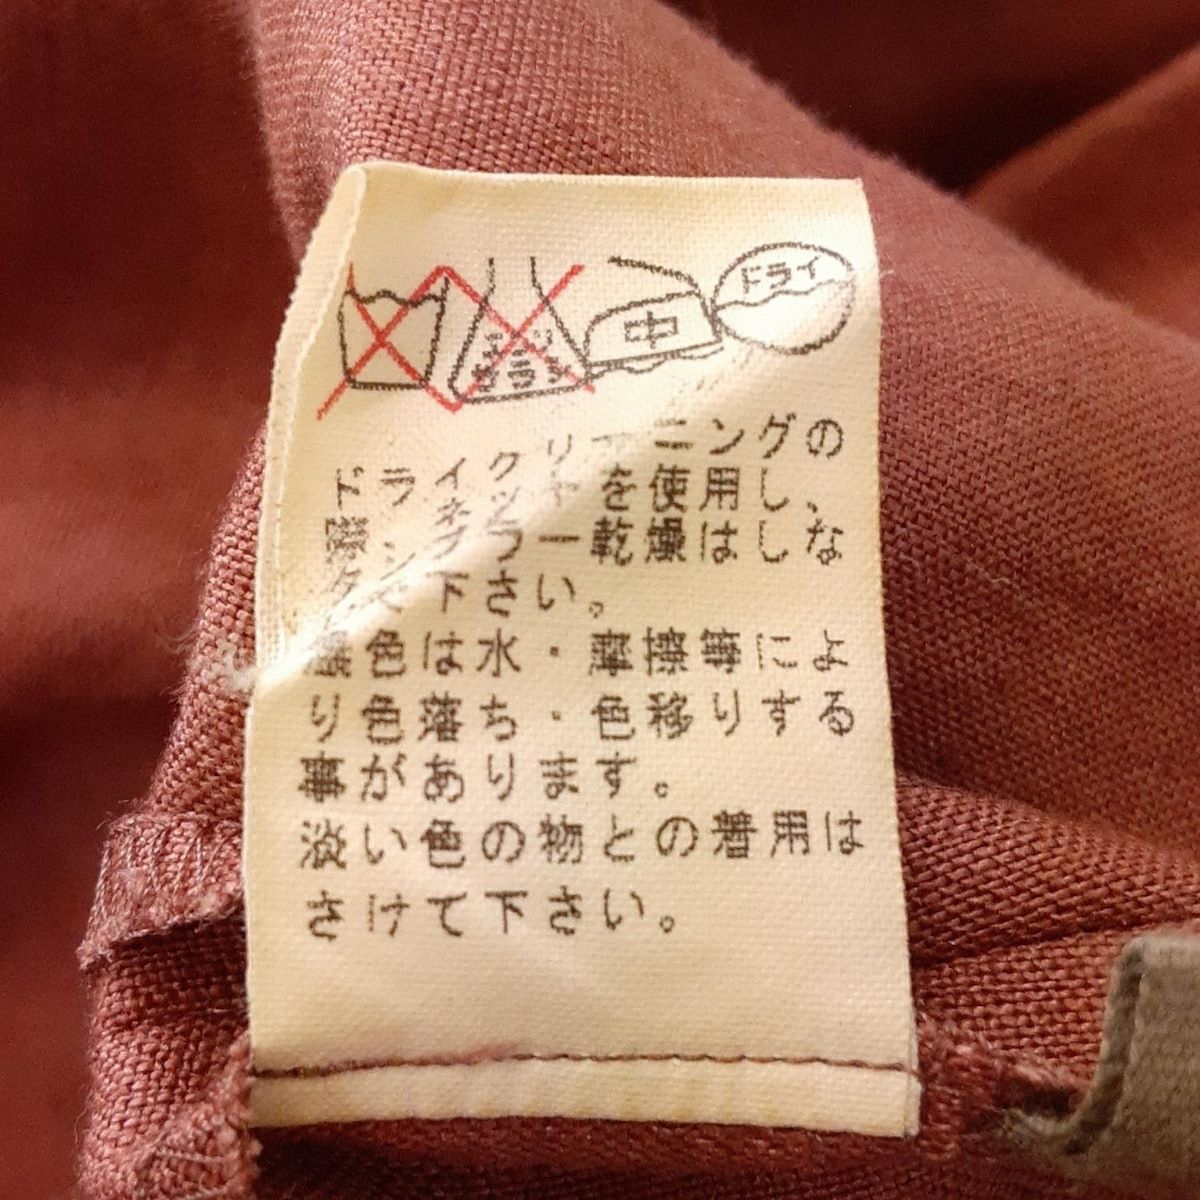 中
ドライ
ドライクリーニングの
際、ネットを使用し、
タンブラー乾燥はしな
いで下さい。
濃色は水・摩擦等によ
り色落ち・色移りする
事があります。
淡い色の物との着用は
さけて下さい。